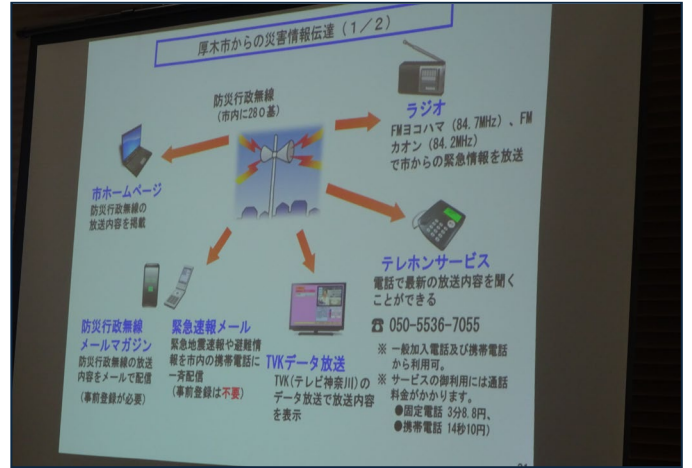 厚木市からの災害情報伝達(1/2)
防災行政無線
(市内に280基)
ラジオ
FMヨコハマ(84.7MHz)、FM
カオン(84.2MHz)
で市からの緊急情報を放送
市ホームページ
防災行政無線の
放送内容を掲載
テレホンサービス
電話で最新の放送内容を聞く
ことができる
☎ 050-5536-7055
※ 一般加入電話及び携帯電話
から利用可。
※ サービスの御利用には通話
料金がかかります。
●固定電話 3分8.8円、
●携帯電話 14秒10円)
防災行政無線
メールマガジン
防災行政無線の放送
内容をメールで配信
(事前登録が必要)
緊急速報メール
緊急地震速報や避難情
報を市内の携帯電話に
一斉配信
(事前登録は不要)
TVKデータ放送
TVK(テレビ神奈川)の
データ放送で放送内容
を表示